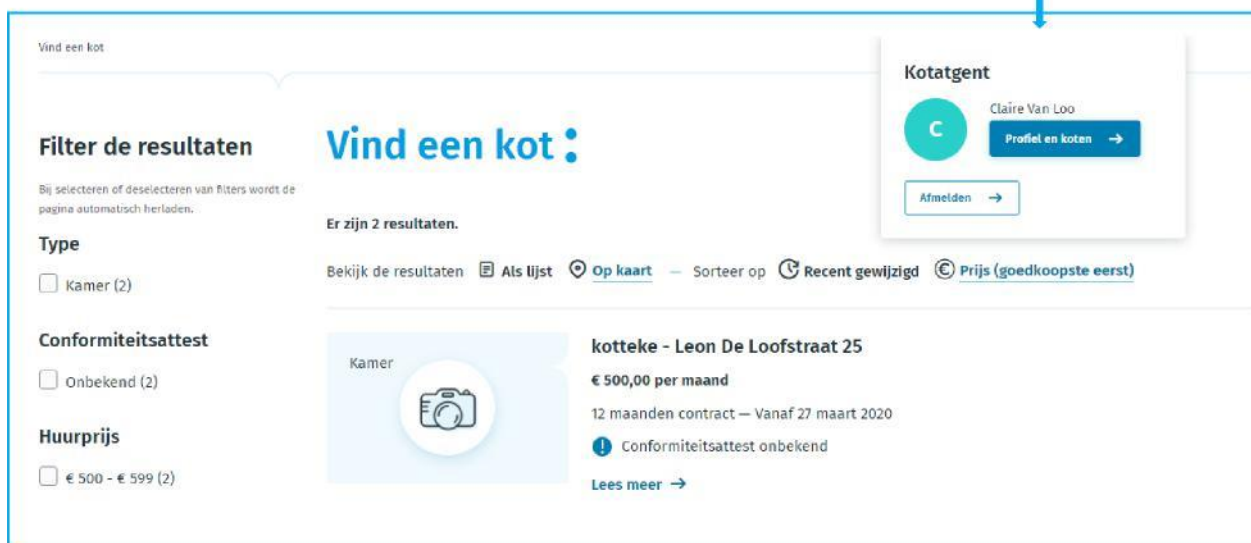 Vind een kot
Kotatgent
C
Claire Van Loo
Profiel en koten →
Afmelden →
Filter de resultaten
Bij selecteren of deselecteren van filters wordt de
pagina automatisch herladen.
Type
Kamer (2)
Conformiteitsattest
Onbekend (2)
Huurprijs
€ 500 - € 599 (2)
Vind een kot :
Er zijn 2 resultaten.
Bekijk de resultaten Als lijst Op kaart — Sorteer op Recent gewijzigd € Prijs (goedkoopste eerst)
Kamer
kotteke - Leon De Loofstraat 25
€ 500,00 per maand
12 maanden contract — Vanaf 27 maart 2020
! Conformiteitsattest onbekend
Lees meer →